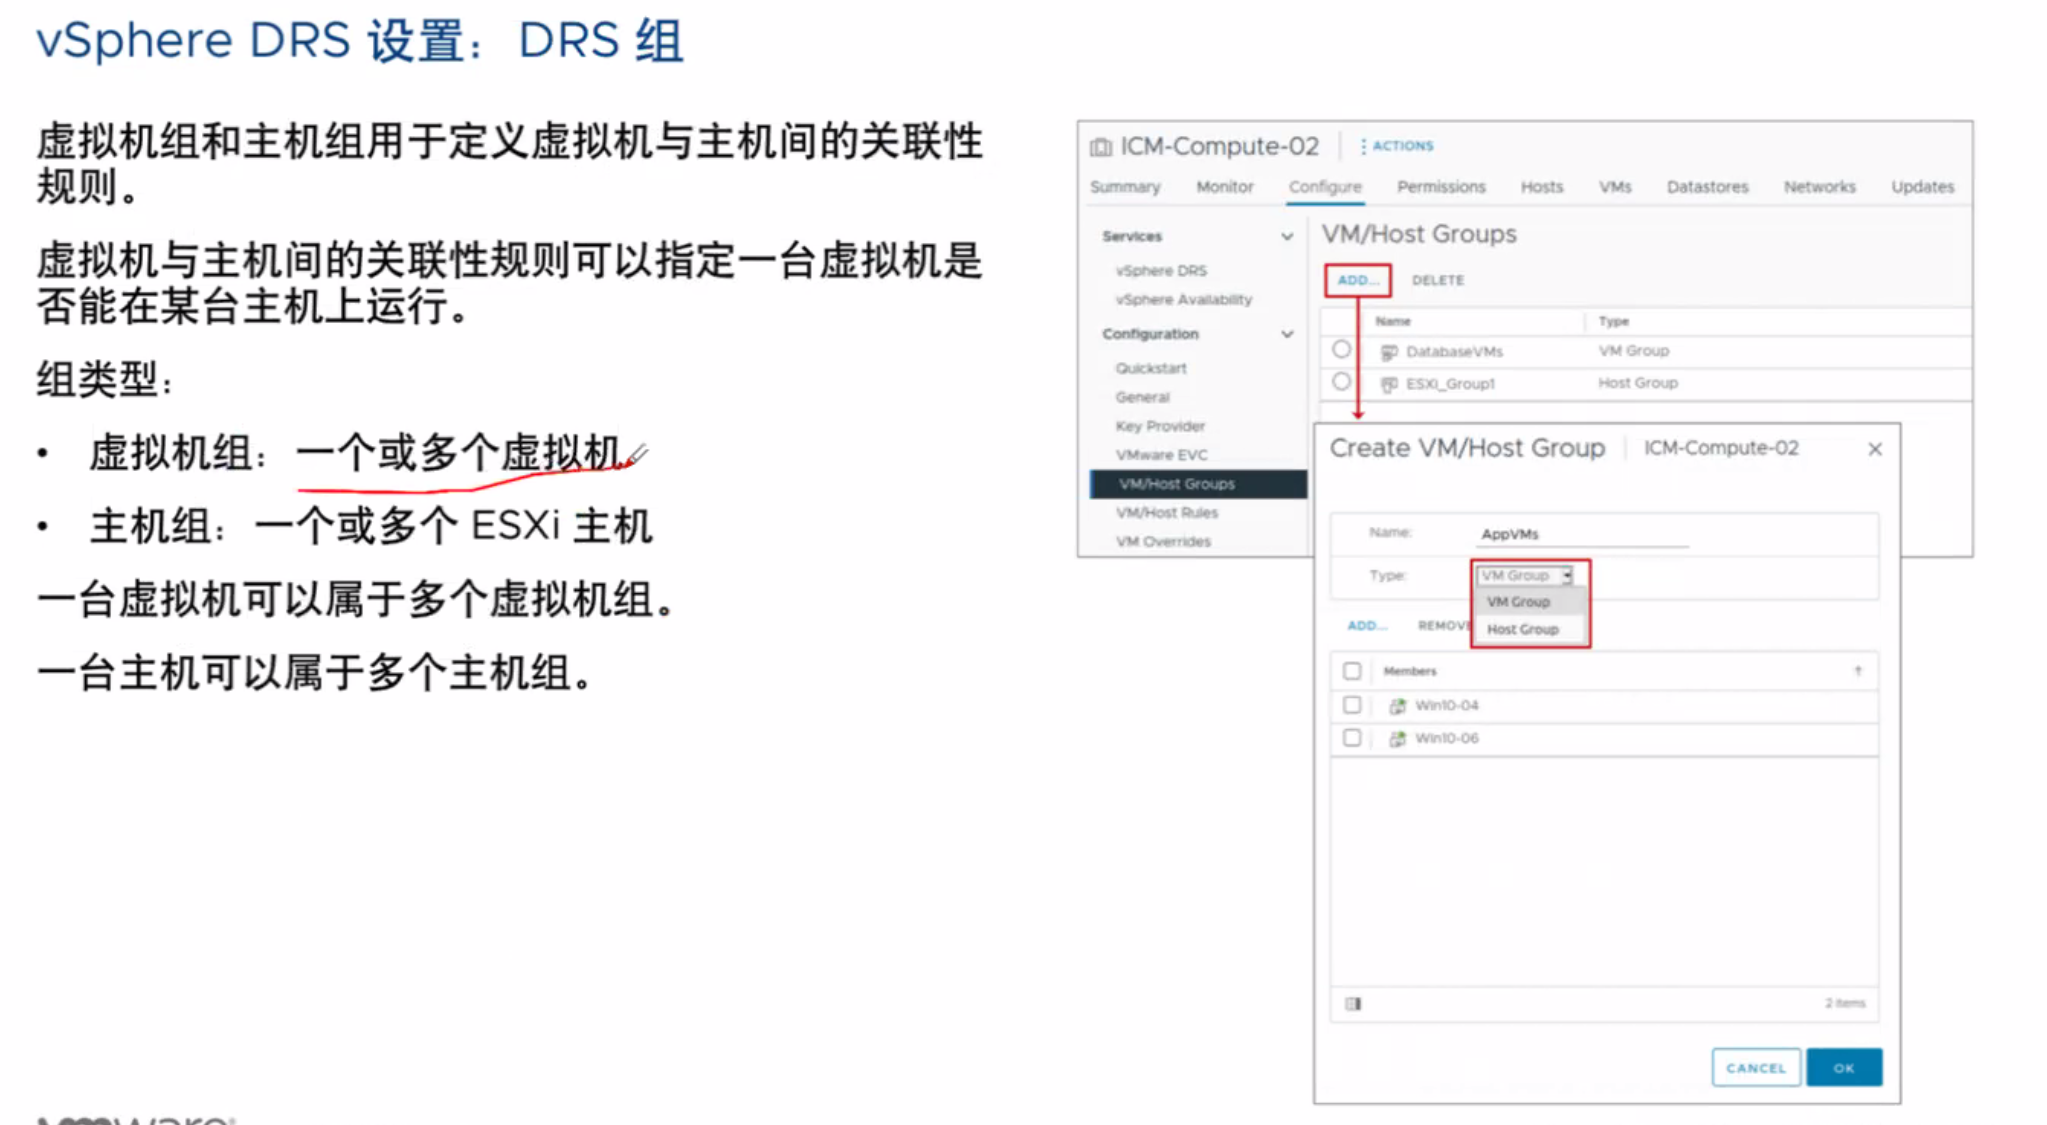 vSphere DRS 设置： DRS 组
虚拟机组和主机组用于定义虚拟机与主机间的关联性
规则。
虚拟机与主机间的关联性规则可以指定一台虚拟机是
否能在某台主机上运行。
组类型：
• 虚拟机组： 一个或多个虚拟机
• 主机组： 一个或多个 ESXi 主机
一台虚拟机可以属于多个虚拟机组。
一台主机可以属于多个主机组。
ICM-Compute-02 ACTIONS
Summary Monitor Configure Permissions Hosts VMs Datastores Networks Updates
Services
vSphere DRS
vSphere Availability
Configuration
Quickstart
General
Key Provider
VMware EVC
VM/Host Groups
VM/Host Rules
VM Overrides
VM/Host Groups
ADD... DELETE
Name Type
DatabaseVMs VM Group
ESXi_Group1 Host Group
Create VM/Host Group ICM-Compute-02
Name: AppVMs
Type: VM Group
VM Group
Host Group
ADD... REMOVE
Members
Win10-04
Win10-06
2 items
CANCEL OK
vmware